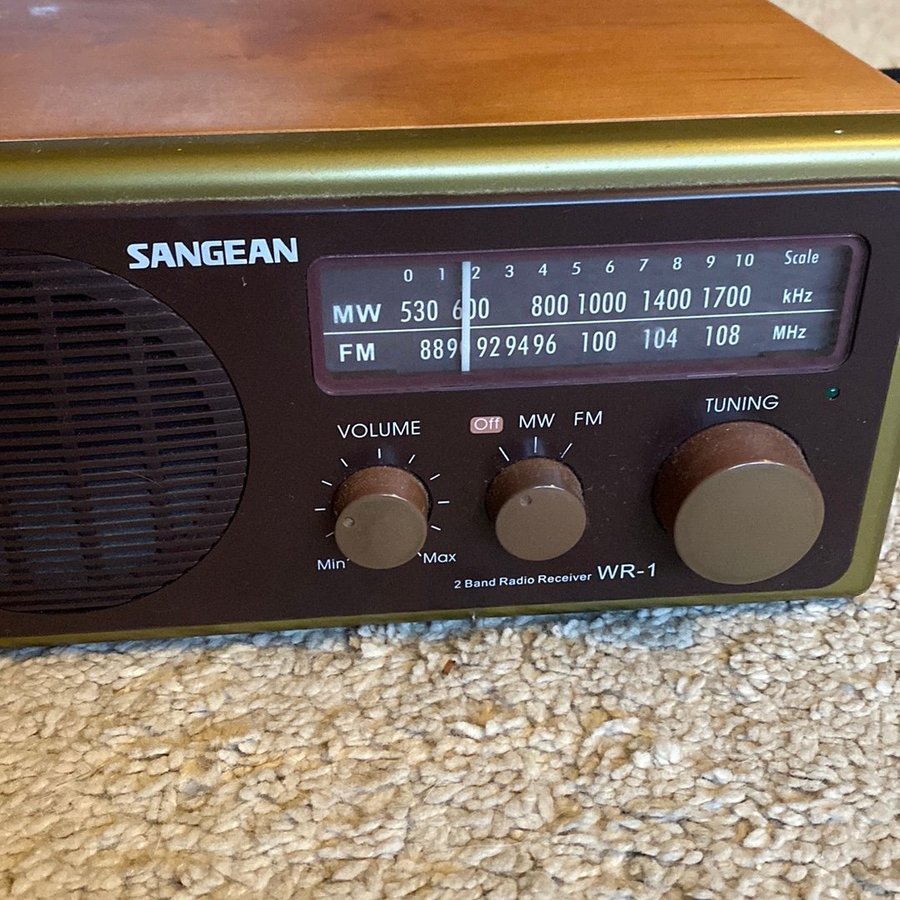 SANGEAN
0 1 2 3 4 5 6 7 8 9 10 Scale
MW 530 600 800 1000 1400 1700 kHz
FM 88 90 92 94 96 100 104 108 MHz
VOLUME
Min Max
Off MW FM
TUNING
2 Band Radio Receiver WR-1